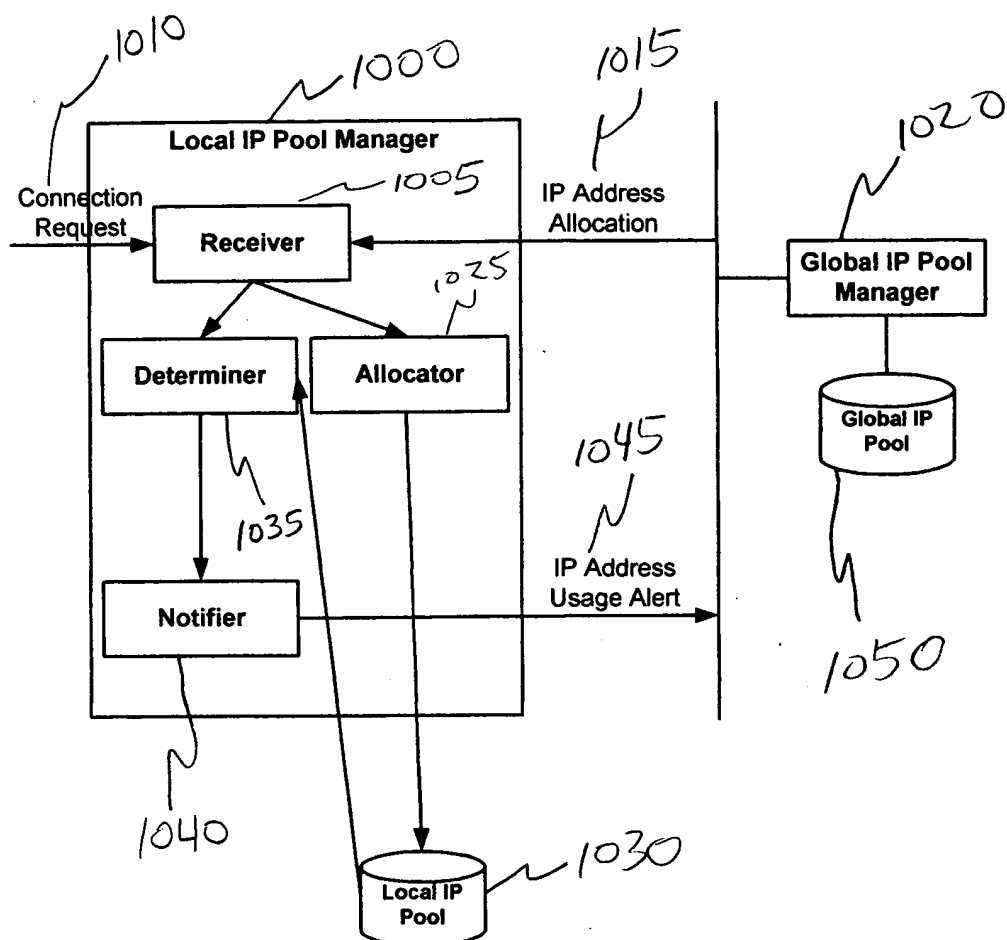 1010
1000
1015
1020
Local IP Pool Manager
1005
Connection
Request
Receiver
IP Address
Allocation
1025
Global IP Pool
Manager
Determiner
Allocator
Global IP
Pool
1035
1045
IP Address
Usage Alert
Notifier
1050
1040
1030
Local IP
Pool